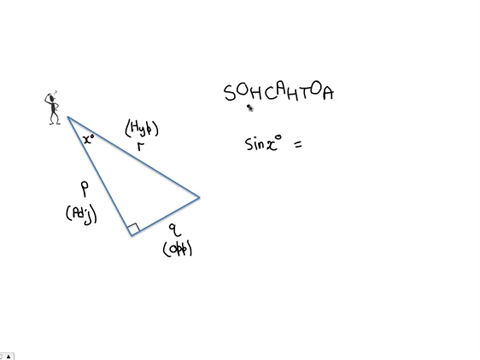 SOHCAHTOA
sin x° =
x°
(Hyp)
r
p
(Adj)
q
(opp)